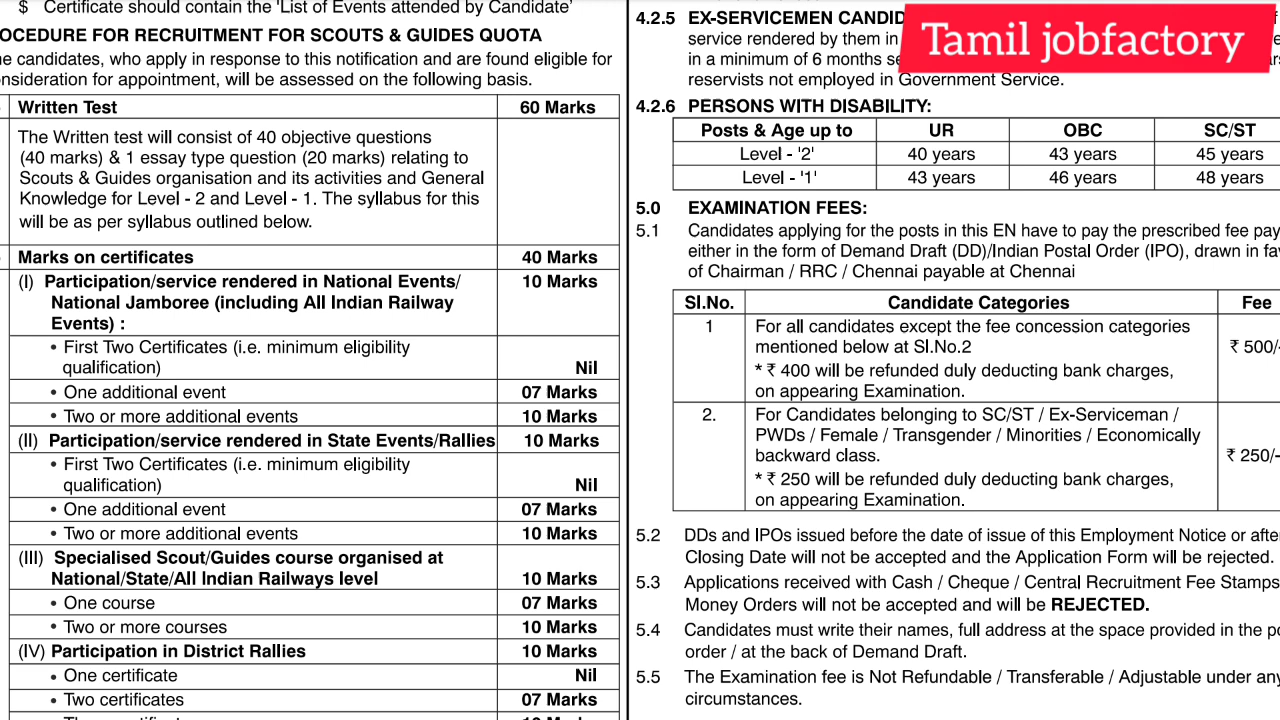 $ Certificate should contain the 'List of Events attended by Candidate'
OCEDURE FOR RECRUITMENT FOR SCOUTS & GUIDES QUOTA
e candidates, who apply in response to this notification and are found eligible for
nsideration for appointment, will be assessed on the following basis.
Written Test 60 Marks
The Written test will consist of 40 objective questions
(40 marks) & 1 essay type question (20 marks) relating to
Scouts & Guides organisation and its activities and General
Knowledge for Level - 2 and Level - 1. The syllabus for this
will be as per syllabus outlined below.
Marks on certificates 40 Marks
(I) Participation/service rendered in National Events/ 10 Marks
National Jamboree (including All Indian Railway
Events) :
• First Two Certificates (i.e. minimum eligibility
qualification) Nil
• One additional event 07 Marks
• Two or more additional events 10 Marks
(II) Participation/service rendered in State Events/Rallies 10 Marks
• First Two Certificates (i.e. minimum eligibility
qualification) Nil
• One additional event 07 Marks
• Two or more additional events 10 Marks
(III) Specialised Scout/Guides course organised at
National/State/All Indian Railways level 10 Marks
• One course 07 Marks
• Two or more courses 10 Marks
(IV) Participation in District Rallies 10 Marks
• One certificate Nil
• Two certificates 07 Marks
4.2.5 EX-SERVICEMEN CANDID
Tamil jobfactory
service rendered by them in
in a minimum of 6 months se
reservists not employed in Government Service.
4.2.6 PERSONS WITH DISABILITY:
Posts & Age up to UR OBC SC/ST
Level - '2' 40 years 43 years 45 years
Level - '1' 43 years 46 years 48 years
5.0 EXAMINATION FEES:
5.1 Candidates applying for the posts in this EN have to pay the prescribed fee pay
either in the form of Demand Draft (DD)/Indian Postal Order (IPO), drawn in fa
of Chairman / RRC / Chennai payable at Chennai
Sl.No. Candidate Categories Fee
1 For all candidates except the fee concession categories
mentioned below at Sl.No.2 ₹ 500/-
* ₹ 400 will be refunded duly deducting bank charges,
on appearing Examination.
2. For Candidates belonging to SC/ST / Ex-Serviceman /
PWDs / Female / Transgender / Minorities / Economically
backward class. ₹ 250/-
* ₹ 250 will be refunded duly deducting bank charges,
on appearing Examination.
5.2 DDs and IPOs issued before the date of issue of this Employment Notice or afte
Closing Date will not be accepted and the Application Form will be rejected.
5.3 Applications received with Cash / Cheque / Central Recruitment Fee Stamps
Money Orders will not be accepted and will be REJECTED.
5.4 Candidates must write their names, full address at the space provided in the po
order / at the back of Demand Draft.
5.5 The Examination fee is Not Refundable / Transferable / Adjustable under any
circumstances.